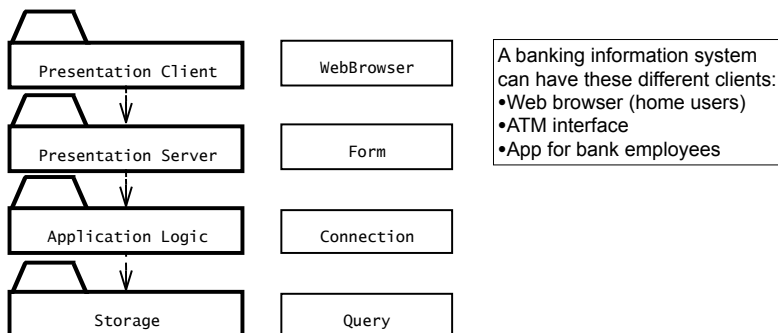 Presentation Client
WebBrowser
Presentation Server
Form
Application Logic
Connection
Storage
Query
A banking information system
can have these different clients:
•Web browser (home users)
•ATM interface
•App for bank employees